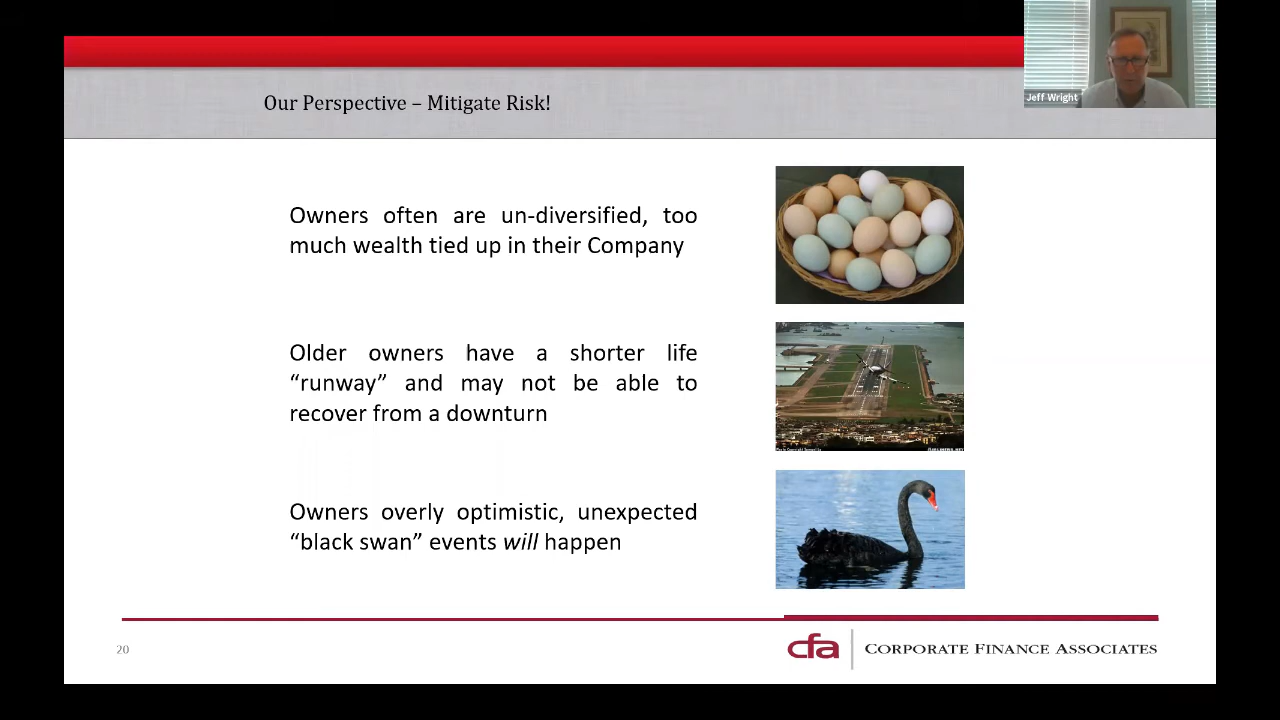 Our Perspective – Mitigate Risk!
Jeff Wright
Owners often are un-diversified, too
much wealth tied up in their Company
Older owners have a shorter life
“runway” and may not be able to
recover from a downturn
Owners overly optimistic, unexpected
“black swan” events will happen
20
cfa
CORPORATE FINANCE ASSOCIATES